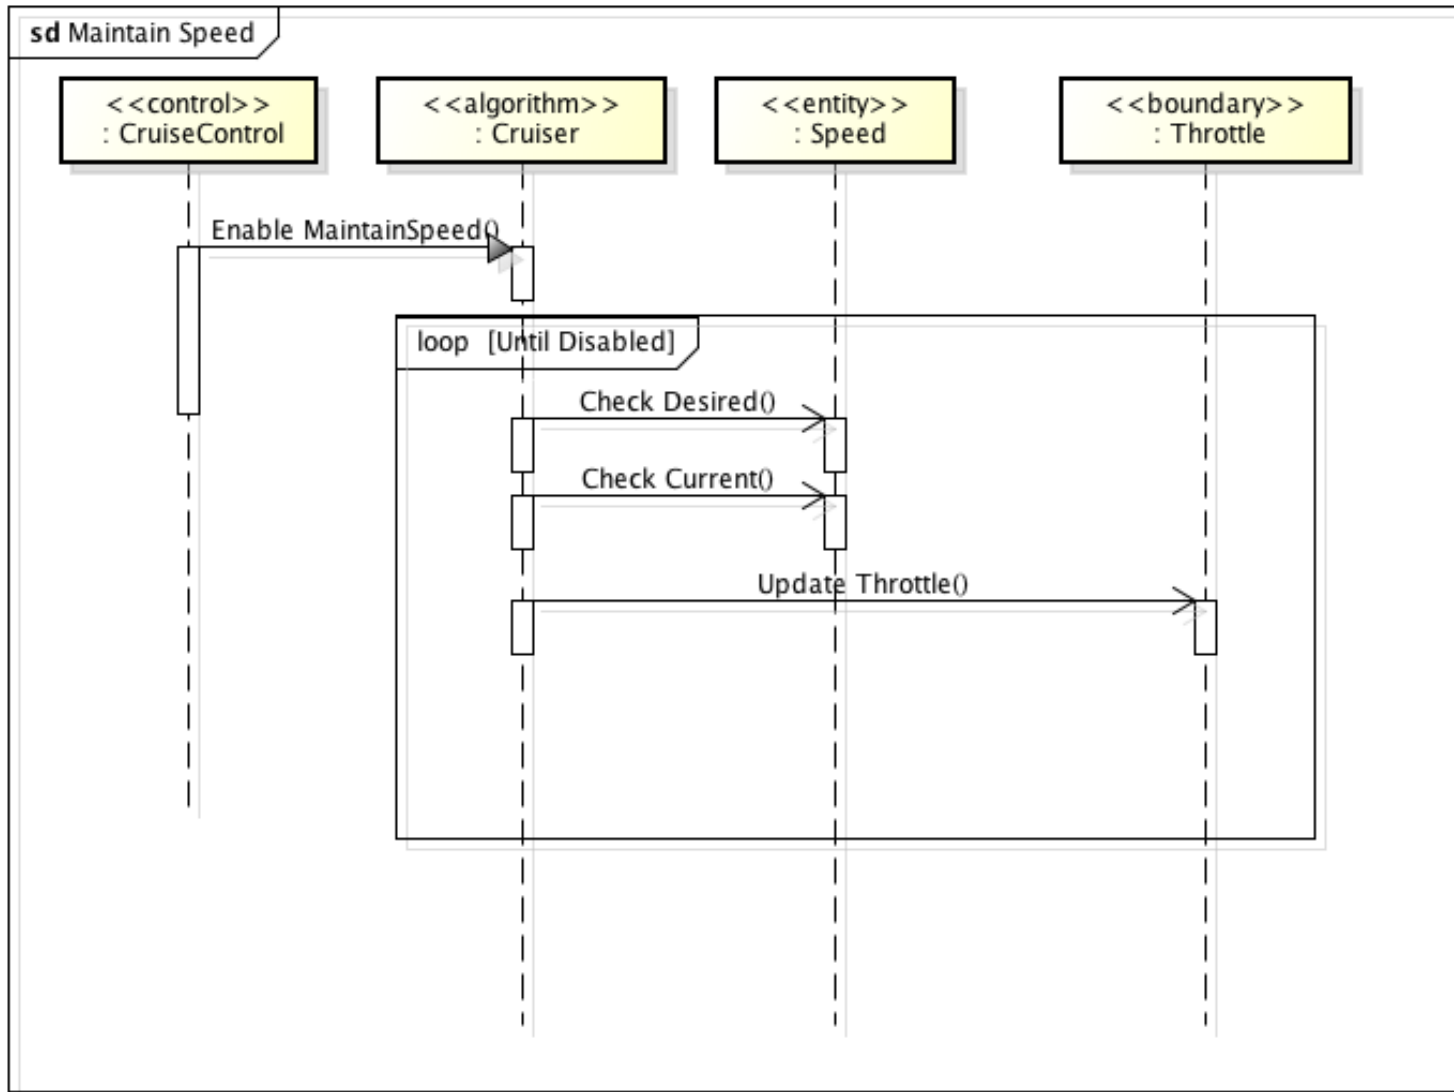 sd Maintain Speed
<<control>>
: CruiseControl
<<algorithm>>
: Cruiser
<<entity>>
: Speed
<<boundary>>
: Throttle
Enable MaintainSpeed()
loop [Until Disabled]
Check Desired()
Check Current()
Update Throttle()